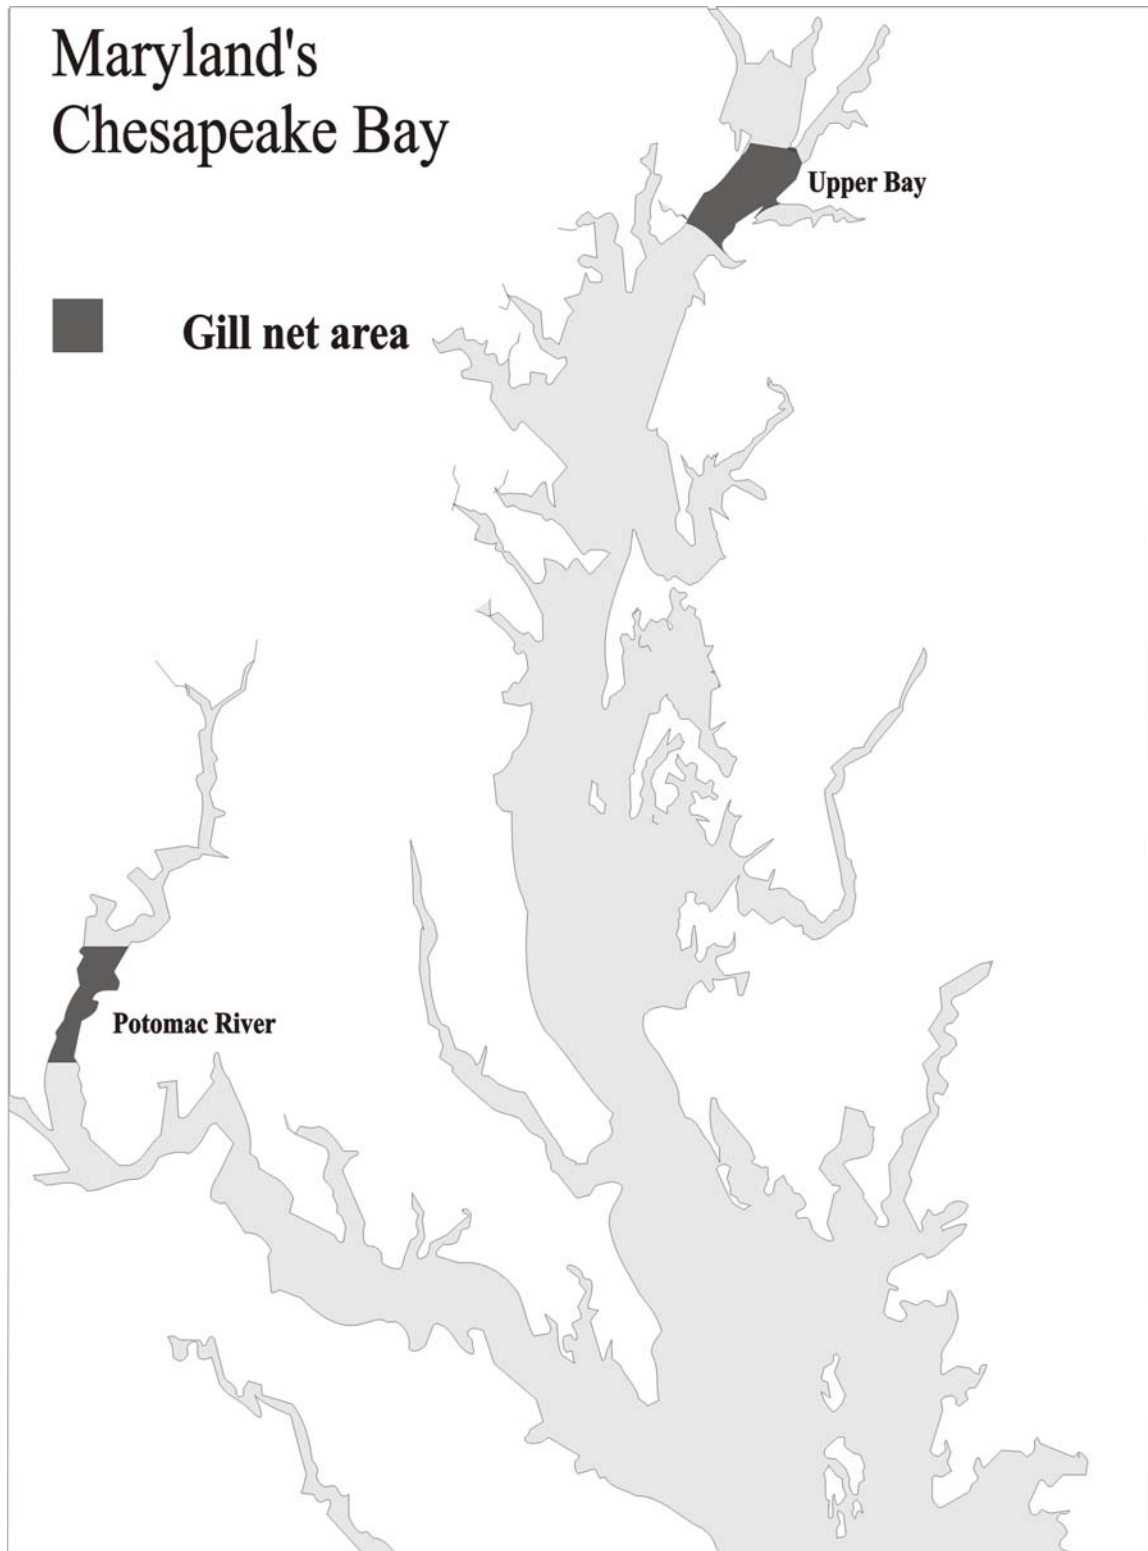 Maryland's
Chesapeake Bay
Upper Bay
Gill net area
Potomac River